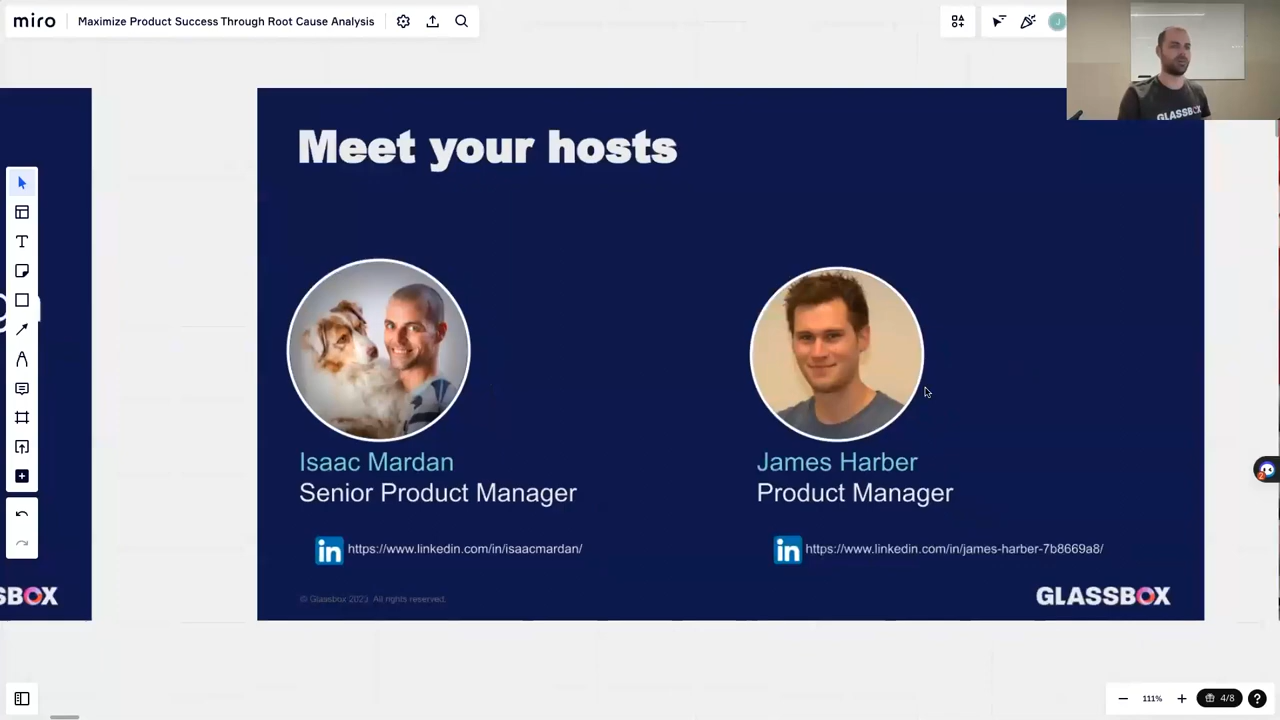 miro
Maximize Product Success Through Root Cause Analysis
J
GLASSBOX
Meet your hosts
Isaac Mardan
Senior Product Manager
https://www.linkedin.com/in/isaacmardan/
James Harber
Product Manager
https://www.linkedin.com/in/james-harber-7b8669a8/
© Glassbox 2023. All rights reserved.
GLASSBOX
SBOX
111%
4/8
?